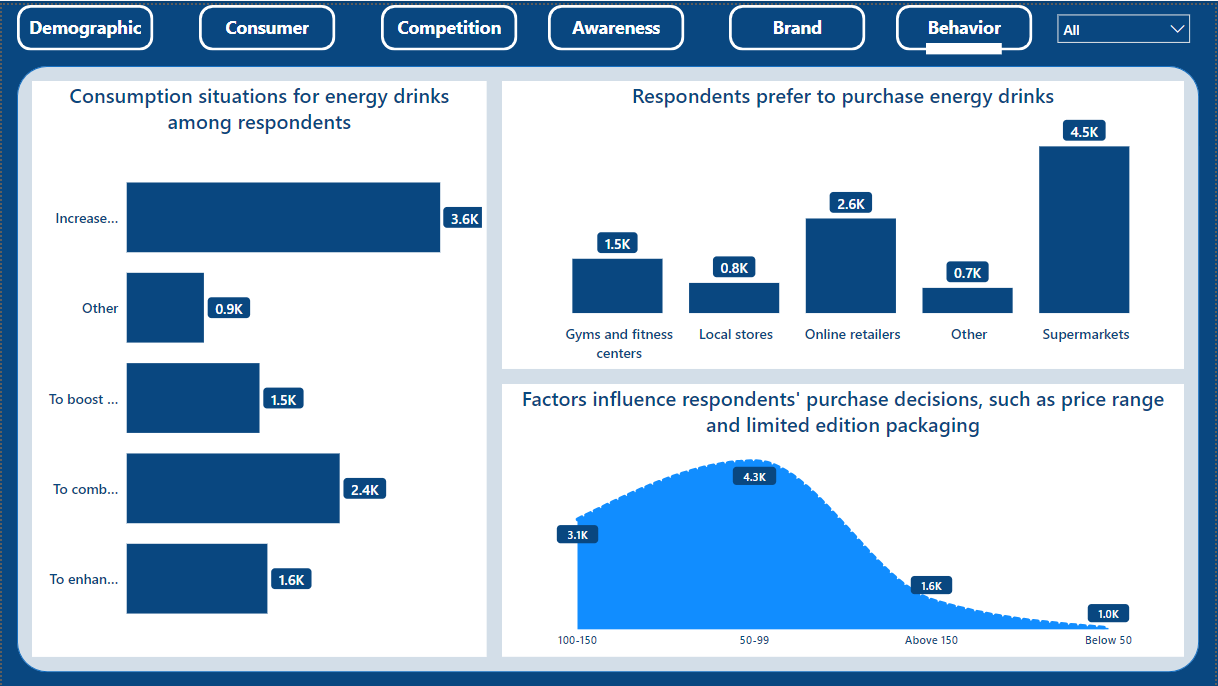 Demographic
Consumer
Competition
Awareness
Brand
Behavior
All
Consumption situations for energy drinks
among respondents
Increase...
3.6K
Other
0.9K
To boost ...
1.5K
To comb...
2.4K
To enhan...
1.6K
Respondents prefer to purchase energy drinks
1.5K
0.8K
2.6K
0.7K
4.5K
Gyms and fitness
centers
Local stores
Online retailers
Other
Supermarkets
Factors influence respondents' purchase decisions, such as price range
and limited edition packaging
3.1K
4.3K
1.6K
1.0K
100-150
50-99
Above 150
Below 50